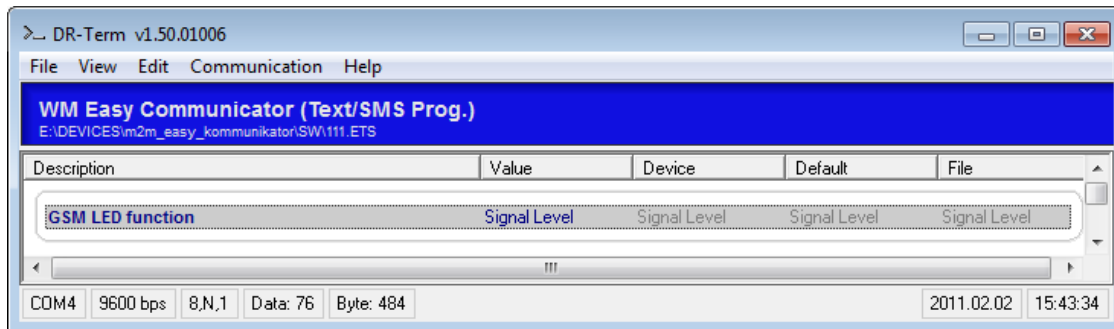 DR-Term v1.50.01006
File View Edit Communication Help
WM Easy Communicator (Text/SMS Prog.)
E:\DEVICES\m2m_easy_kommunikator\SW\111.ETS
Description Value Device Default File
GSM LED function Signal Level Signal Level Signal Level Signal Level
COM4 9600 bps 8,N,1 Data: 76 Byte: 484 2011.02.02 15:43:34